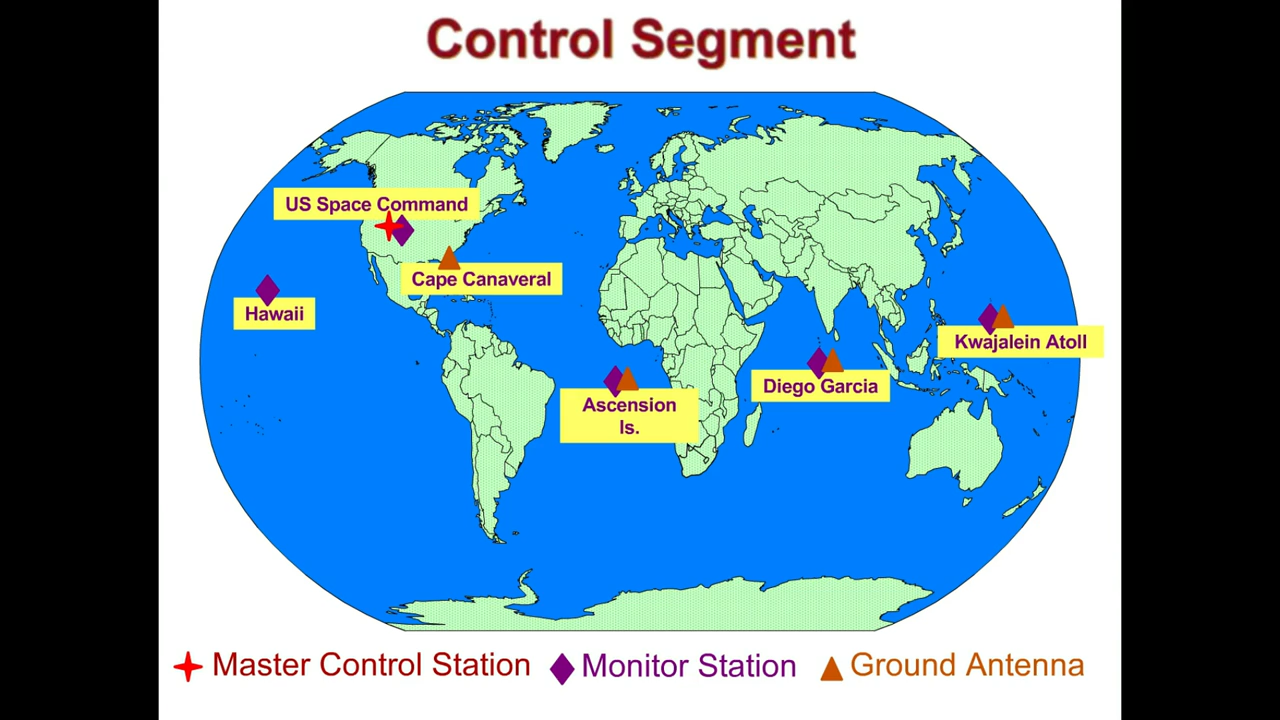 Control Segment
US Space Command
Cape Canaveral
Hawaii
Kwajalein Atoll
Diego Garcia
Ascension
Is.
Master Control Station
Monitor Station
Ground Antenna